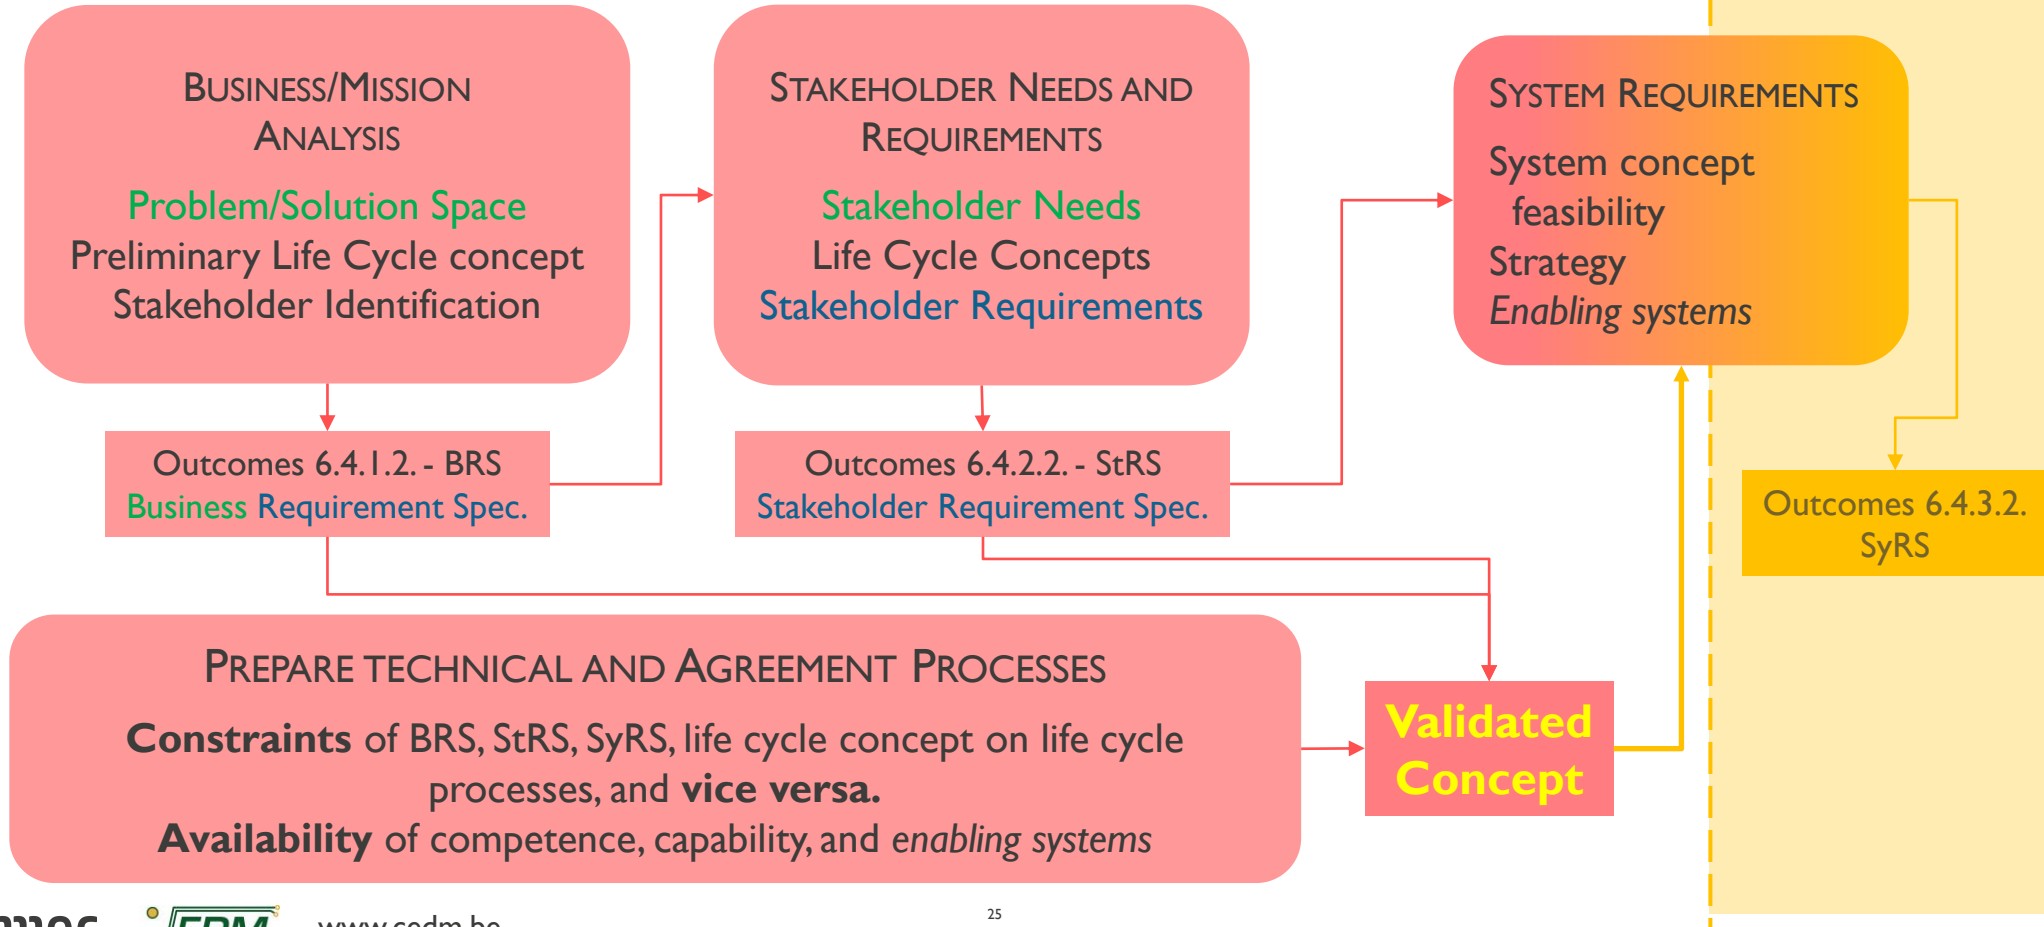 BUSINESS/MISSION
ANALYSIS
Problem/Solution Space
Preliminary Life Cycle concept
Stakeholder Identification
STAKEHOLDER NEEDS AND
REQUIREMENTS
Stakeholder Needs
Life Cycle Concepts
Stakeholder Requirements
SYSTEM REQUIREMENTS
System concept
feasibility
Strategy
Enabling systems
Outcomes 6.4.1.2. - BRS
Business Requirement Spec.
Outcomes 6.4.2.2. - StRS
Stakeholder Requirement Spec.
Outcomes 6.4.3.2.
SyRS
PREPARE TECHNICAL AND AGREEMENT PROCESSES
Constraints of BRS, StRS, SyRS, life cycle concept on life cycle
processes, and vice versa.
Availability of competence, capability, and enabling systems
Validated
Concept
EDM
www.cedm.be
25